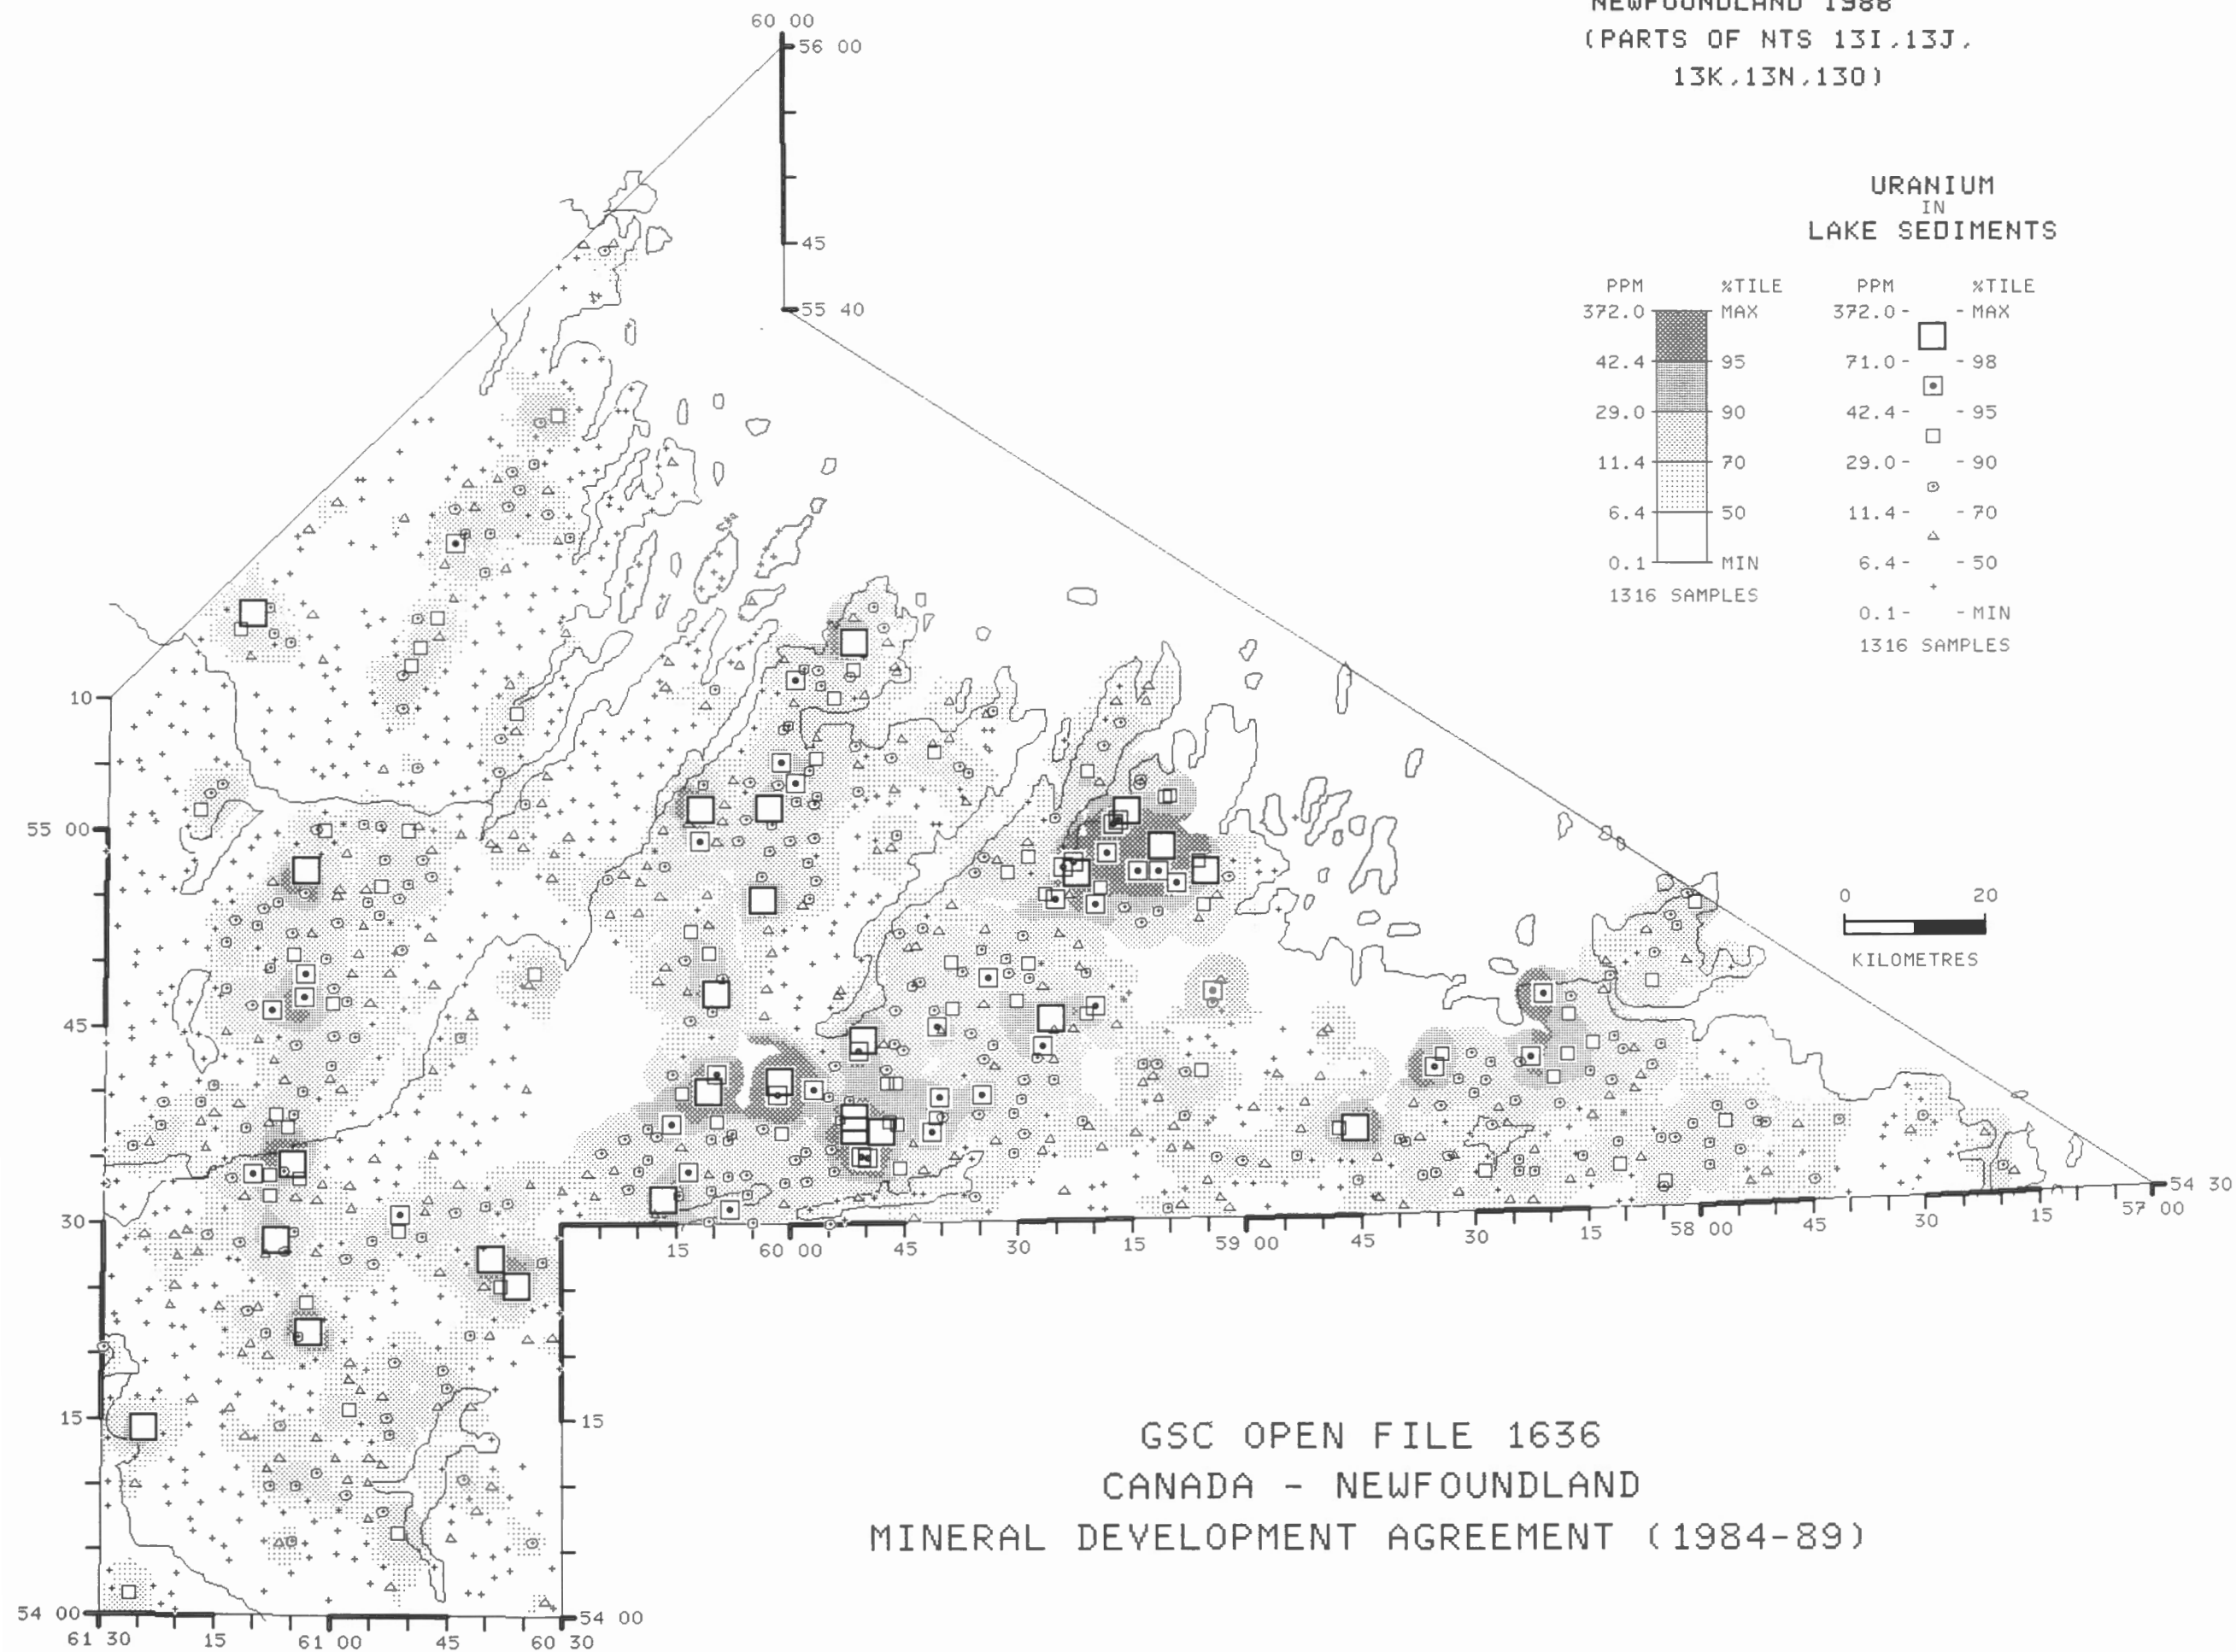 NEWFOUNDLAND 1988
(PARTS OF NTS 13I,13J,
13K,13N,13O)
60 00
56 00
45
55 40
URANIUM
IN
LAKE SEDIMENTS
PPM %TILE
372.0 MAX
42.4 95
29.0 90
11.4 70
6.4 50
0.1 MIN
1316 SAMPLES
PPM %TILE
372.0- -MAX
71.0- -98
42.4- -95
29.0- -90
11.4- -70
6.4- -50
0.1- -MIN
1316 SAMPLES
10
55 00
45
30
15
54 00
0 20
KILOMETRES
54 30
15 60 00 45 30 15 59 00 45 30 15 58 00 45 30 15 57 00
15
54 00
61 30 15 61 00 45 60 30
GSC OPEN FILE 1636
CANADA - NEWFOUNDLAND
MINERAL DEVELOPMENT AGREEMENT (1984-89)